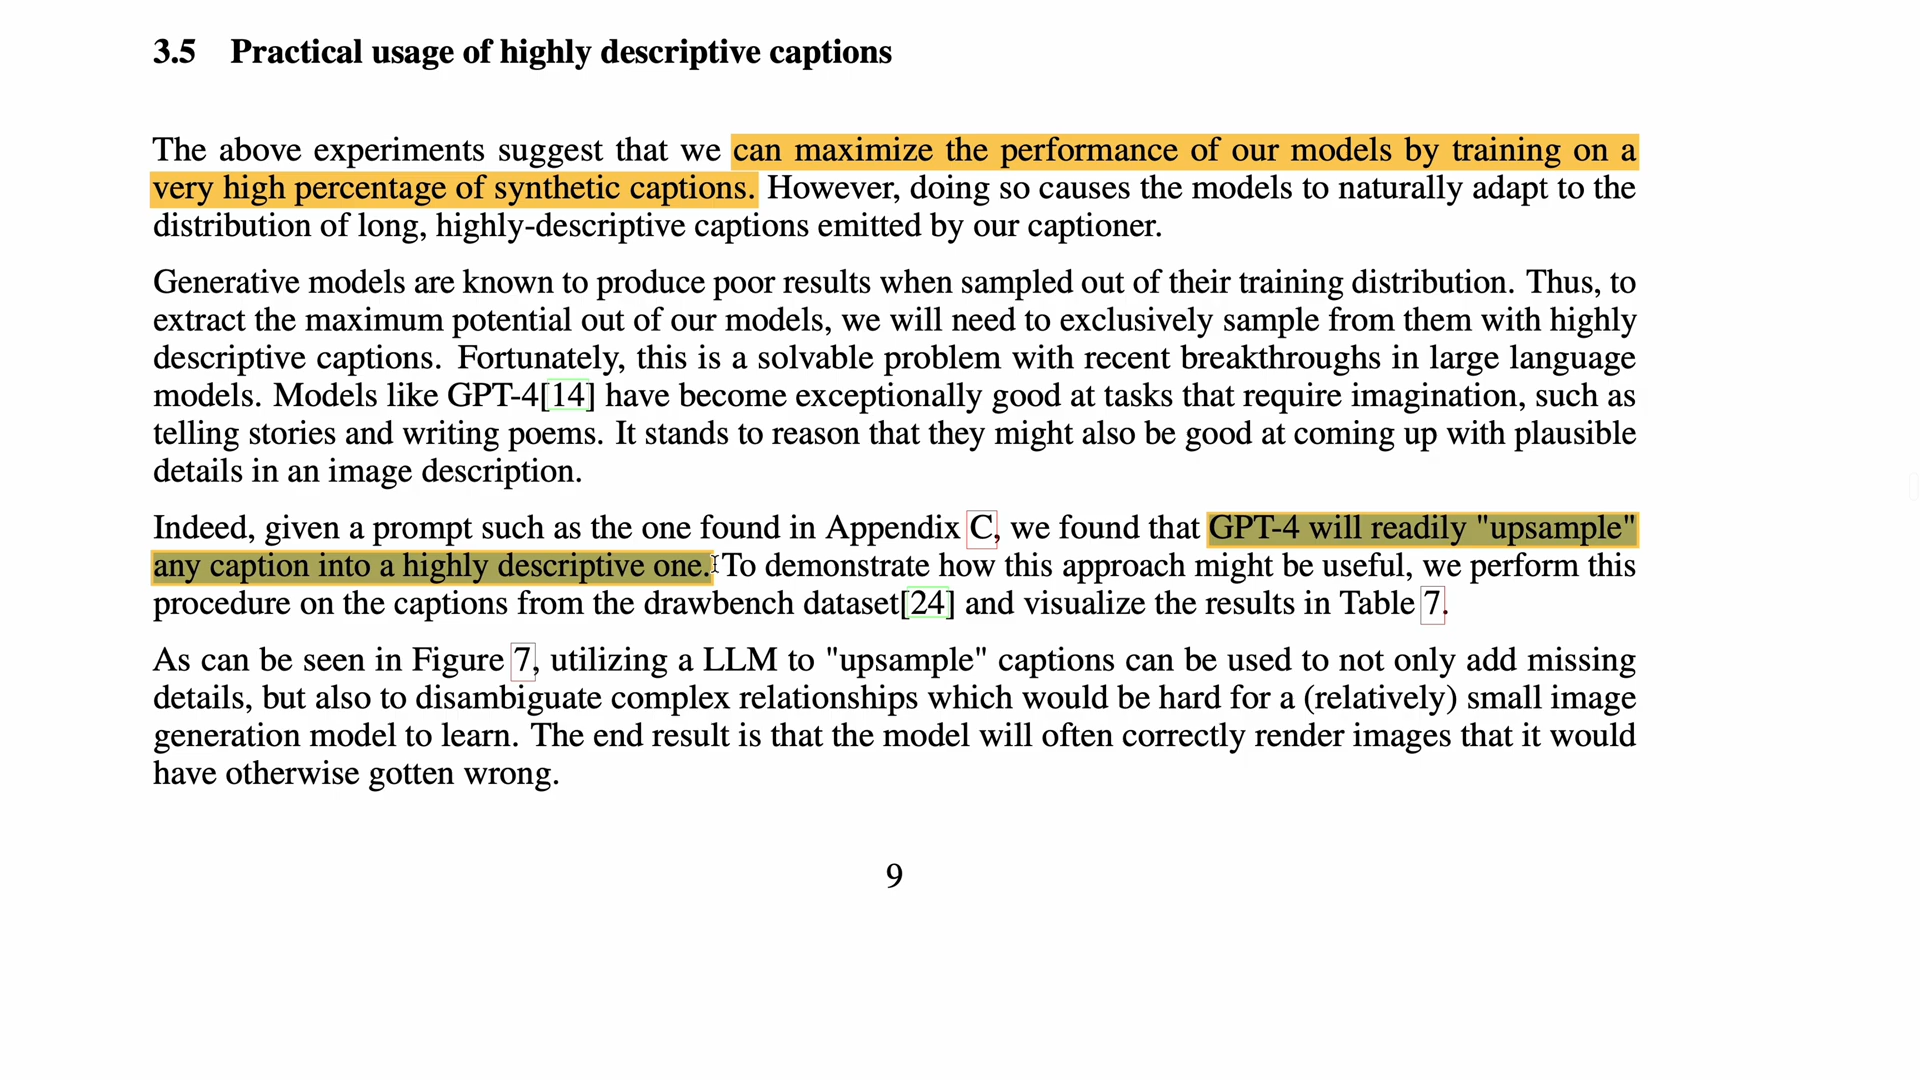 3.5 Practical usage of highly descriptive captions
The above experiments suggest that we can maximize the performance of our models by training on a
very high percentage of synthetic captions. However, doing so causes the models to naturally adapt to the
distribution of long, highly-descriptive captions emitted by our captioner.
Generative models are known to produce poor results when sampled out of their training distribution. Thus, to
extract the maximum potential out of our models, we will need to exclusively sample from them with highly
descriptive captions. Fortunately, this is a solvable problem with recent breakthroughs in large language
models. Models like GPT-4[14] have become exceptionally good at tasks that require imagination, such as
telling stories and writing poems. It stands to reason that they might also be good at coming up with plausible
details in an image description.
Indeed, given a prompt such as the one found in Appendix C, we found that GPT-4 will readily "upsample"
any caption into a highly descriptive one. To demonstrate how this approach might be useful, we perform this
procedure on the captions from the drawbench dataset[24] and visualize the results in Table 7.
As can be seen in Figure 7, utilizing a LLM to "upsample" captions can be used to not only add missing
details, but also to disambiguate complex relationships which would be hard for a (relatively) small image
generation model to learn. The end result is that the model will often correctly render images that it would
have otherwise gotten wrong.
9